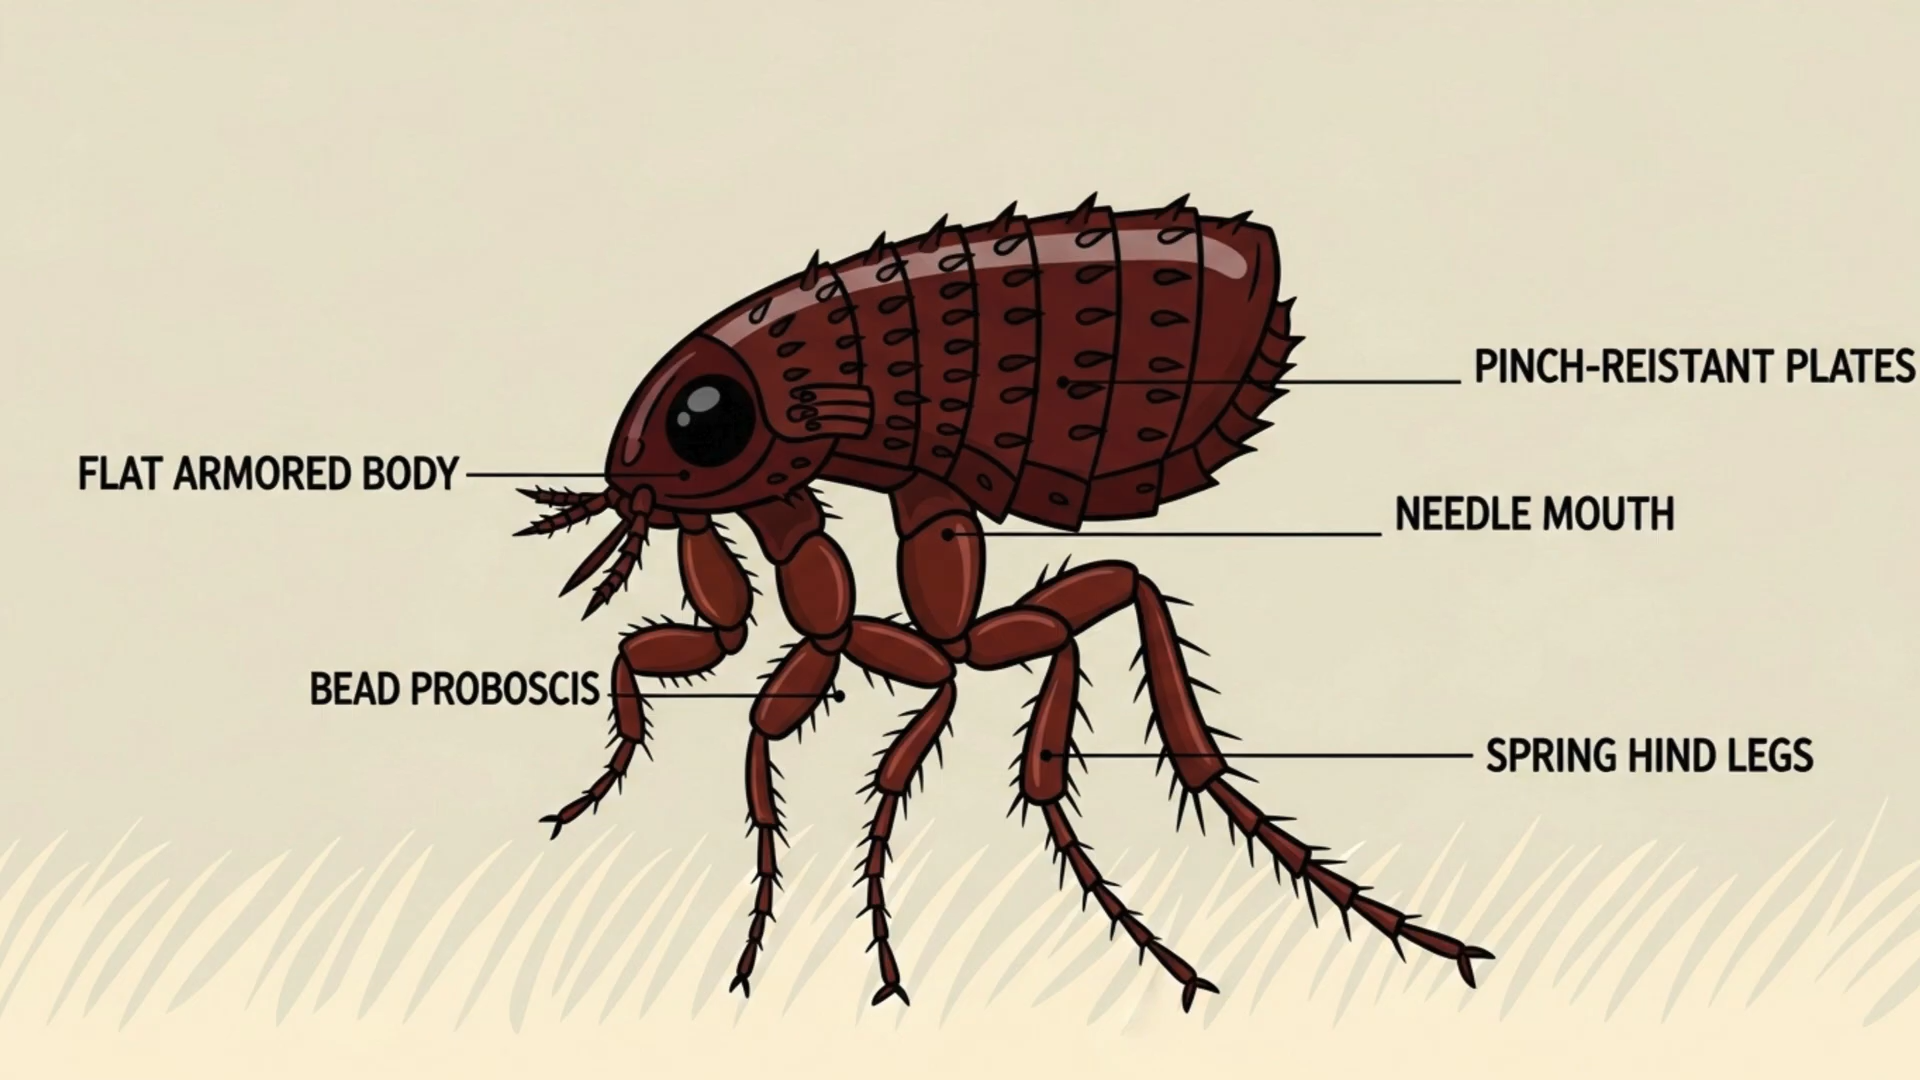 PINCH-REISTANT PLATES
FLAT ARMORED BODY
NEEDLE MOUTH
BEAD PROBOSCIS
SPRING HIND LEGS